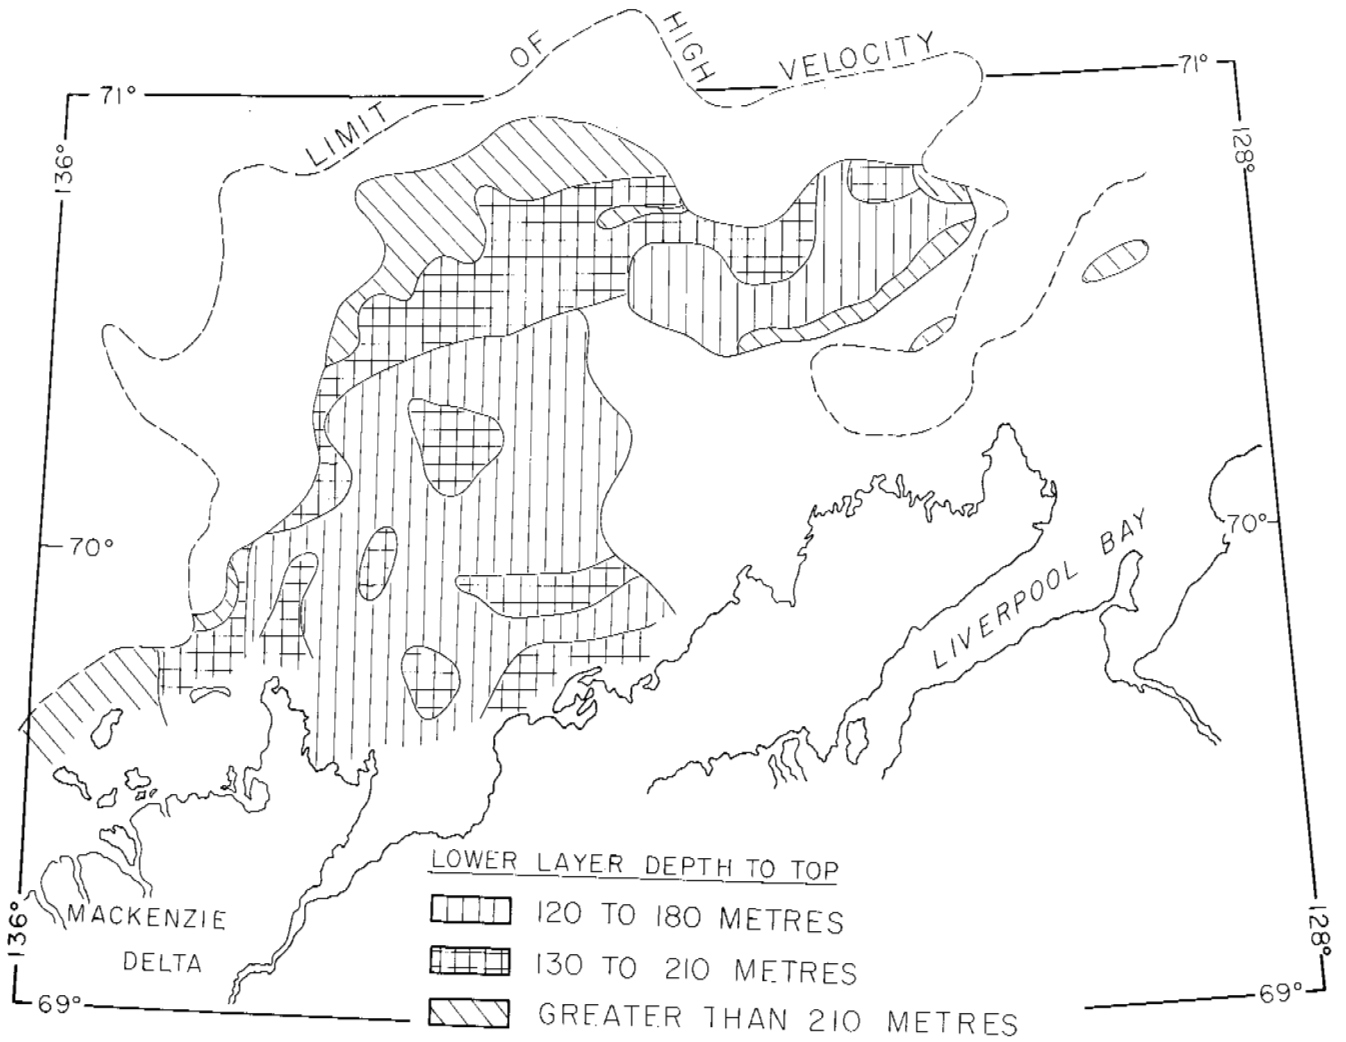 LIMIT OF HIGH VELOCITY
71°
71°
136°
128°
70°
70°
LIVERPOOL BAY
MACKENZIE
DELTA
136°
128°
69°
69°
LOWER LAYER DEPTH TO TOP
120 TO 180 METRES
130 TO 210 METRES
GREATER THAN 210 METRES